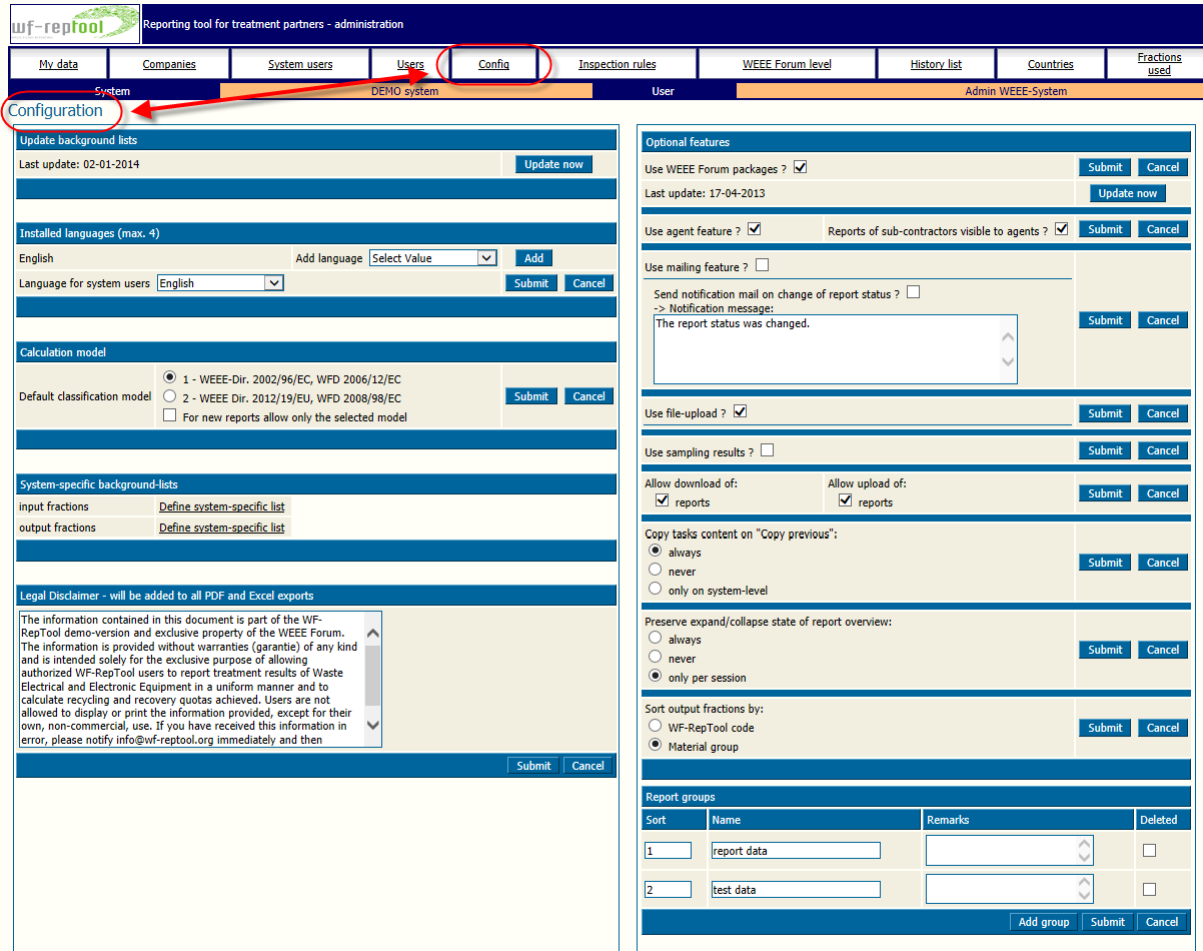 wf-reptool
Reporting tool for treatment partners - administration
My data Companies System users Users Config Inspection rules WEEE Forum level History list Countries Fractions used
System DEMO system User Admin WEEE-System
Configuration
Update background lists
Last update: 02-01-2014 Update now
Installed languages (max. 4)
English Add language Select Value Add
Language for system users English Submit Cancel
Calculation model
Default classification model
1 - WEEE-Dir. 2002/96/EC, WFD 2006/12/EC
2 - WEEE Dir. 2012/19/EU, WFD 2008/98/EC
For new reports allow only the selected model
Submit Cancel
System-specific background-lists
input fractions Define system-specific list
output fractions Define system-specific list
Legal Disclaimer - will be added to all PDF and Excel exports
The information contained in this document is part of the WF-
RepTool demo-version and exclusive property of the WEEE Forum.
The information is provided without warranties (garantie) of any kind
and is intended solely for the exclusive purpose of allowing
authorized WF-RepTool users to report treatment results of Waste
Electrical and Electronic Equipment in a uniform manner and to
calculate recycling and recovery quotas achieved. Users are not
allowed to display or print the information provided, except for their
own, non-commercial, use. If you have received this information in
error, please notify info@wf-reptool.org immediately and then
Submit Cancel
Optional features
Use WEEE Forum packages ? Submit Cancel
Last update: 17-04-2013 Update now
Use agent feature ? Reports of sub-contractors visible to agents ? Submit Cancel
Use mailing feature ?
Send notification mail on change of report status ?
-> Notification message:
The report status was changed.
Submit Cancel
Use file-upload ? Submit Cancel
Use sampling results ? Submit Cancel
Allow download of: Allow upload of:
reports reports Submit Cancel
Copy tasks content on "Copy previous":
always
never
only on system-level
Submit Cancel
Preserve expand/collapse state of report overview:
always
never
only per session
Submit Cancel
Sort output fractions by:
WF-RepTool code
Material group
Submit Cancel
Report groups
Sort Name Remarks Deleted
1 report data
2 test data
Add group Submit Cancel